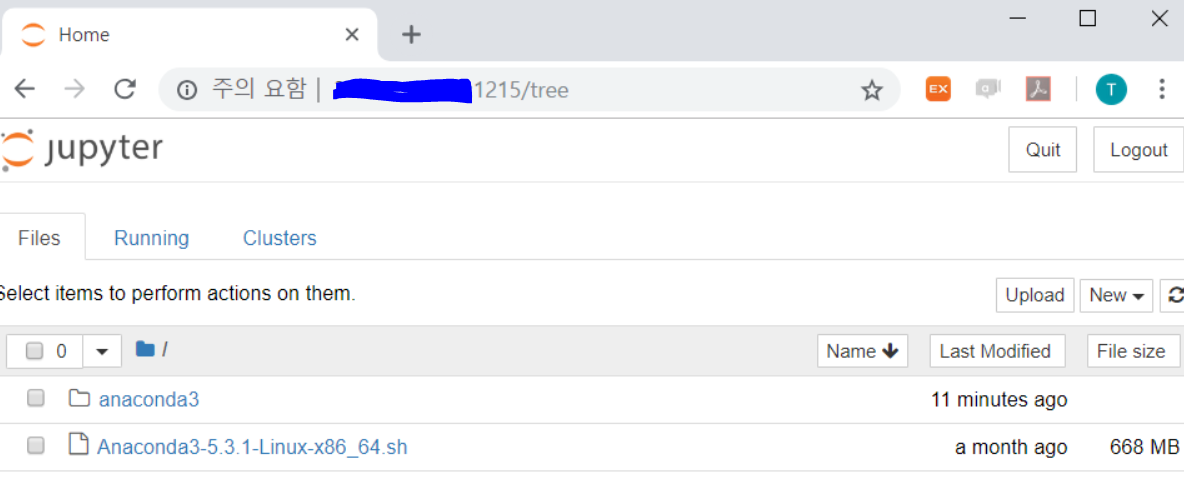 Home
주의 요함 | 1215/tree
EX a T
jupyter Quit Logout
Files Running Clusters
Select items to perform actions on them. Upload New
0 / Name Last Modified File size
anaconda3 11 minutes ago
Anaconda3-5.3.1-Linux-x86_64.sh a month ago 668 MB